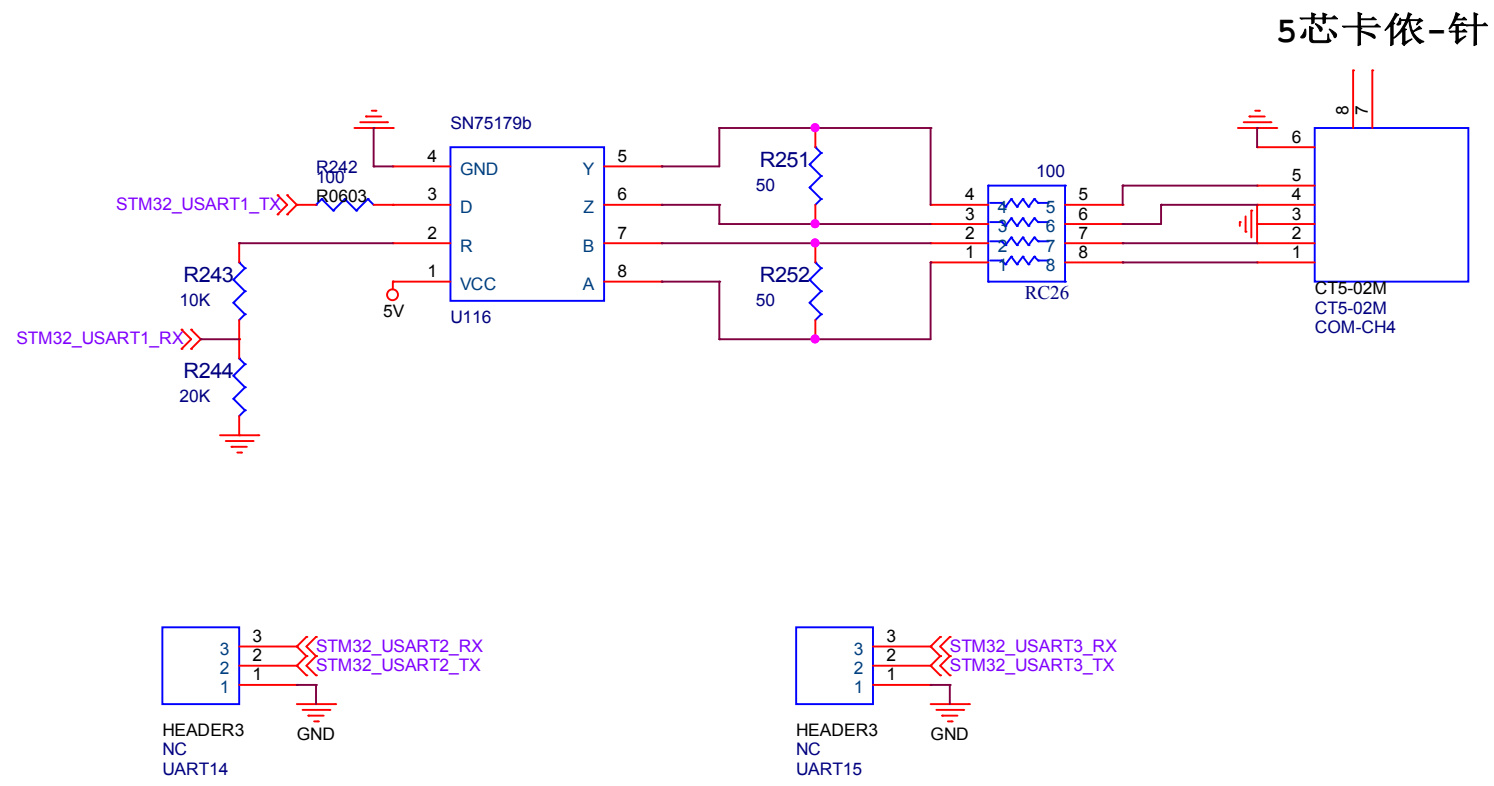 5芯卡侬-针
8
7
SN75179b
R242
100
R0603
STM32_USART1_TX
4
GND
3
D
2
R
1
VCC
5V
U116
Y
5
Z
6
B
7
A
8
R243
10K
STM32_USART1_RX
R244
20K
R251
50
R252
50
100
4
4
5
5
3
3
6
6
2
2
7
7
1
1
8
8
RC26
6
5
4
3
2
1
CT5-02M
CT5-02M
COM-CH4
3
3
STM32_USART2_RX
2
2
STM32_USART2_TX
1
1
HEADER3
NC
UART14
GND
3
3
STM32_USART3_RX
2
2
STM32_USART3_TX
1
1
HEADER3
NC
UART15
GND